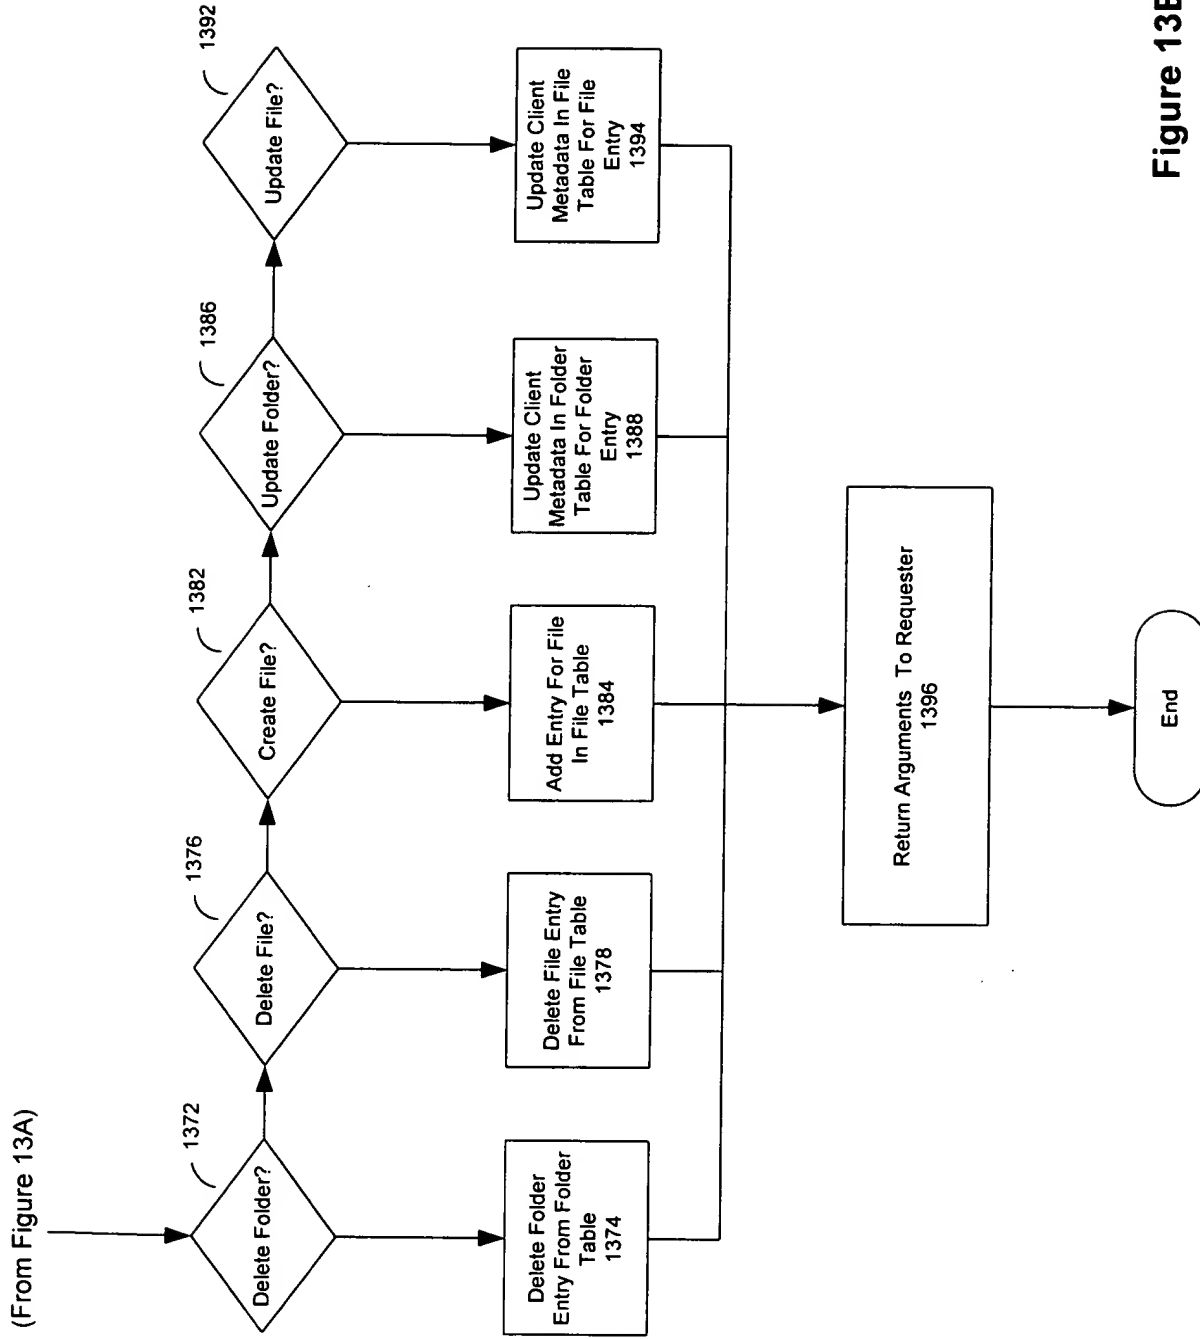 (From Figure 13A)
1372
Delete Folder?
1376
Delete File?
1382
Create File?
1386
Update Folder?
1392
Update File?
Delete Folder
Entry From Folder
Table
1374
Delete File Entry
From File Table
1378
Add Entry For File
In File Table
1384
Update Client
Metadata In Folder
Table For Folder
Entry
1388
Update Client
Metadata In File
Table For File
Entry
1394
Return Arguments To Requester
1396
End
Figure 13B